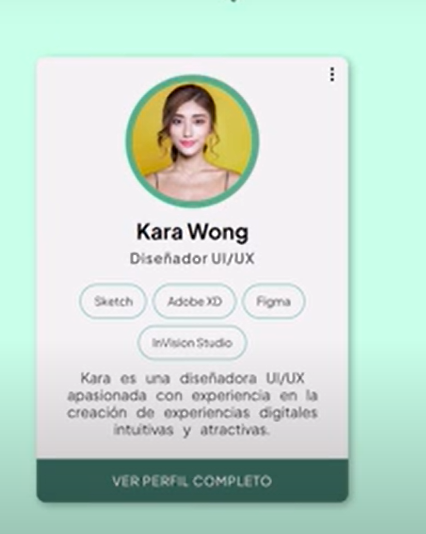 Kara Wong
Diseñador UI/UX
Sketch Adobe XD Figma
InVision Studio
Kara es una diseñadora UI/UX
apasionada con experiencia en la
creación de experiencias digitales
intuitivas y atractivas.
VER PERFIL COMPLETO